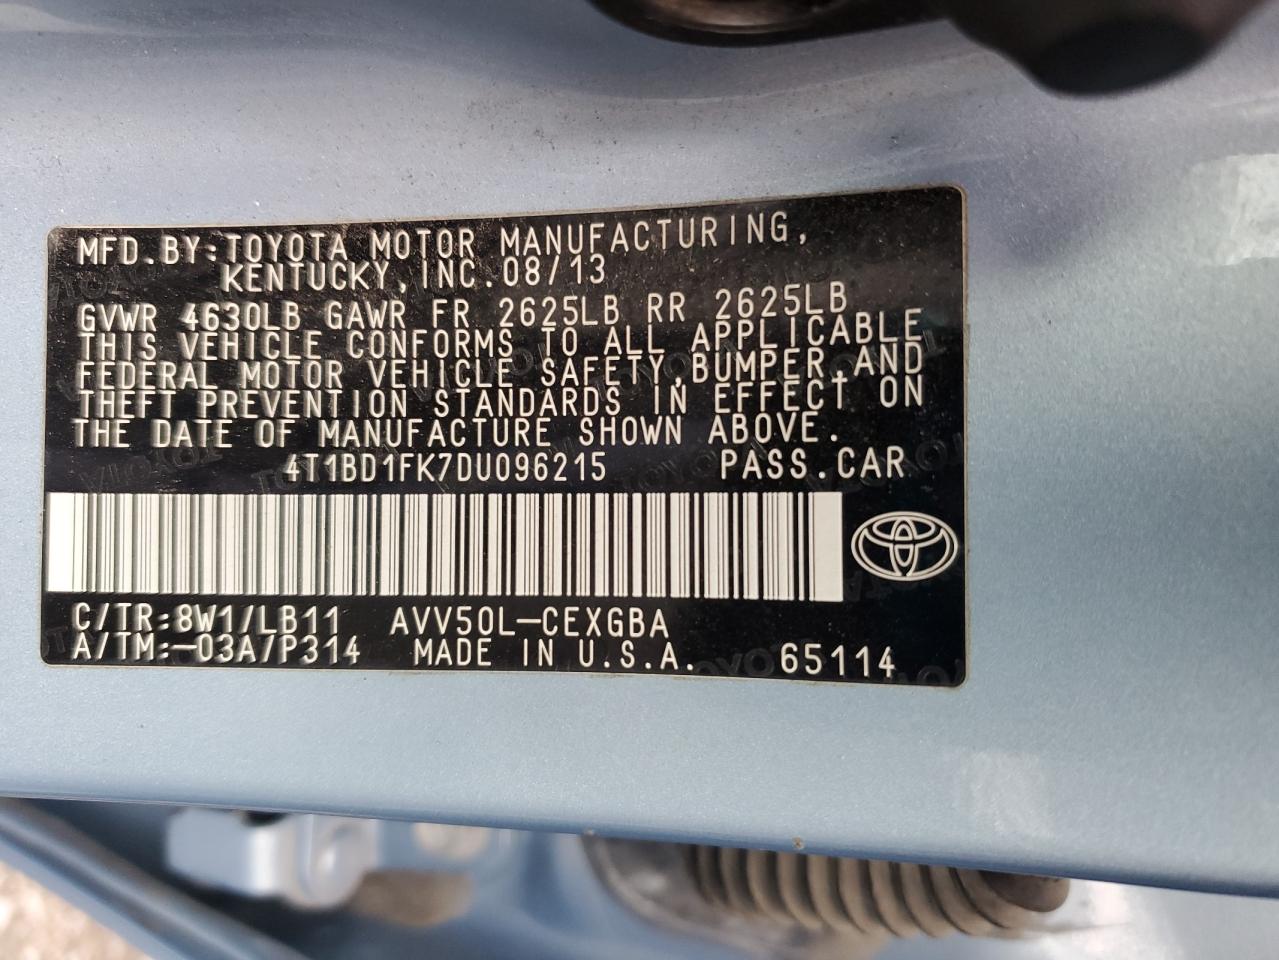 MFD. BY:TOYOTA MOTOR MANUFACTURING,
KENTUCKY, INC. 08/13
GVWR 4630LB GAWR FR 2625LB RR 2625LB
THIS VEHICLE CONFORMS TO ALL APPLICABLE
FEDERAL MOTOR VEHICLE SAFETY, BUMPER, AND
THEFT PREVENTION STANDARDS IN EFFECT ON
THE DATE OF MANUFACTURE SHOWN ABOVE.
4T1BD1FK7DU096215 PASS.CAR
C/TR:8W1/LB11 AVV50L-CEXGBA
A/TM:-03A/P314 MADE IN U.S.A. 65114